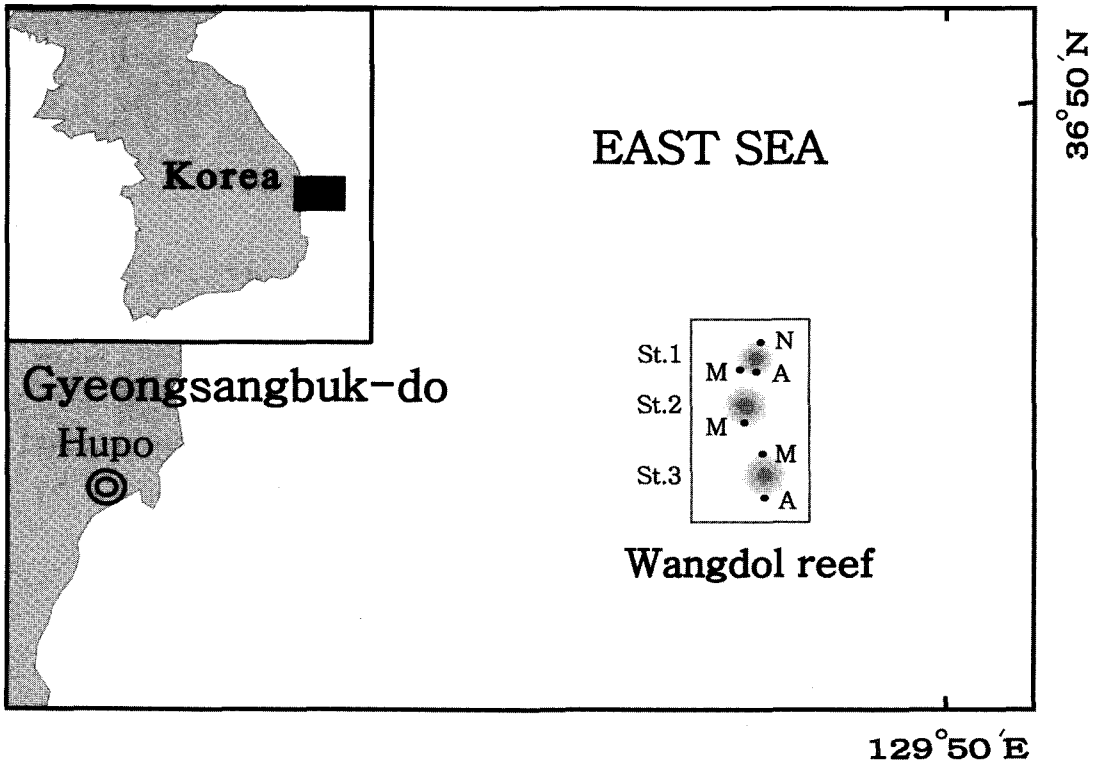 36°50′N
EAST SEA
Korea
N
St.1
M
A
Gyeongsangbuk-do
St.2
M
Hupo
M
St.3
A
Wangdol reef
129°50′E